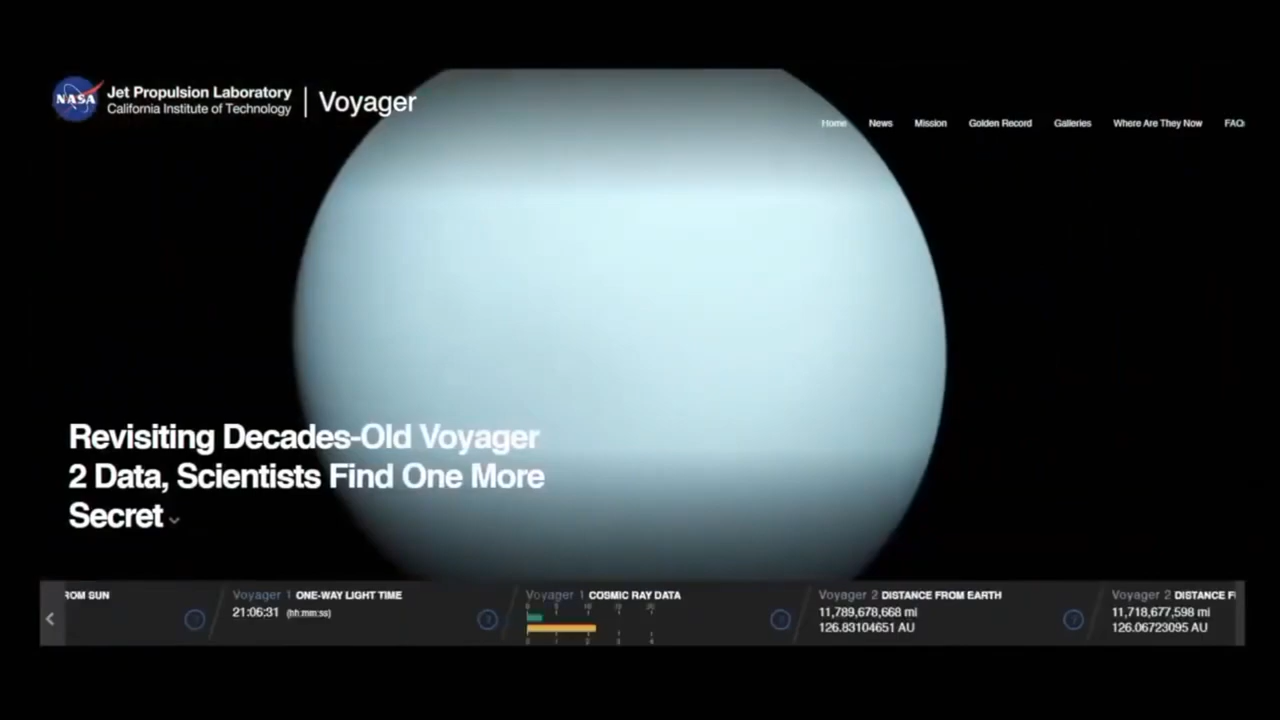 NASA
Jet Propulsion Laboratory
California Institute of Technology
Voyager
Home News Mission Golden Record Galleries Where Are They Now FAQ
Revisiting Decades-Old Voyager
2 Data, Scientists Find One More
Secret
ROM SUN
Voyager 1 ONE-WAY LIGHT TIME
21:06:31 (hh:mm:ss)
Voyager 1 COSMIC RAY DATA
Voyager 2 DISTANCE FROM EARTH
11,789,678,668 mi
126.83104651 AU
Voyager 2 DISTANCE F
11,718,677,598 mi
126.06723095 AU